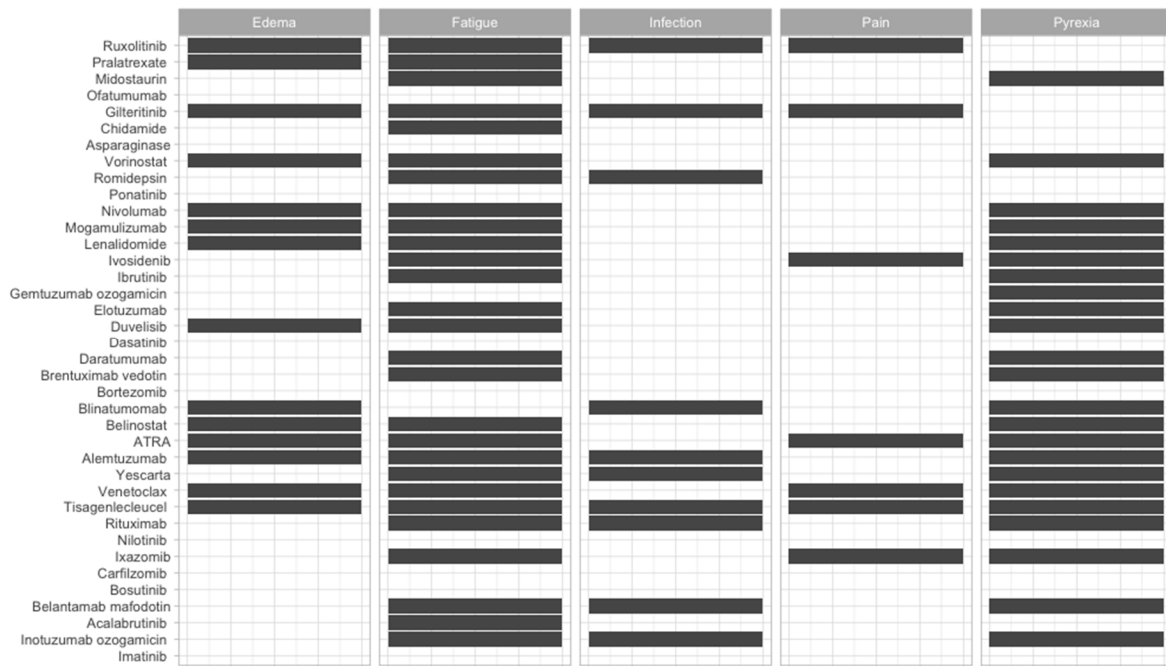 Edema Fatigue Infection Pain Pyrexia
Ruxolitinib
Pralatrexate
Midostaurin
Ofatumumab
Gilteritinib
Chidamide
Asparaginase
Vorinostat
Romidepsin
Ponatinib
Nivolumab
Mogamulizumab
Lenalidomide
Ivosidenib
Ibrutinib
Gemtuzumab ozogamicin
Elotuzumab
Duvelisib
Dasatinib
Daratumumab
Brentuximab vedotin
Bortezomib
Blinatumomab
Belinostat
ATRA
Alemtuzumab
Yescarta
Venetoclax
Tisagenlecleucel
Rituximab
Nilotinib
Ixazomib
Carfilzomib
Bosutinib
Belantamab mafodotin
Acalabrutinib
Inotuzumab ozogamicin
Imatinib